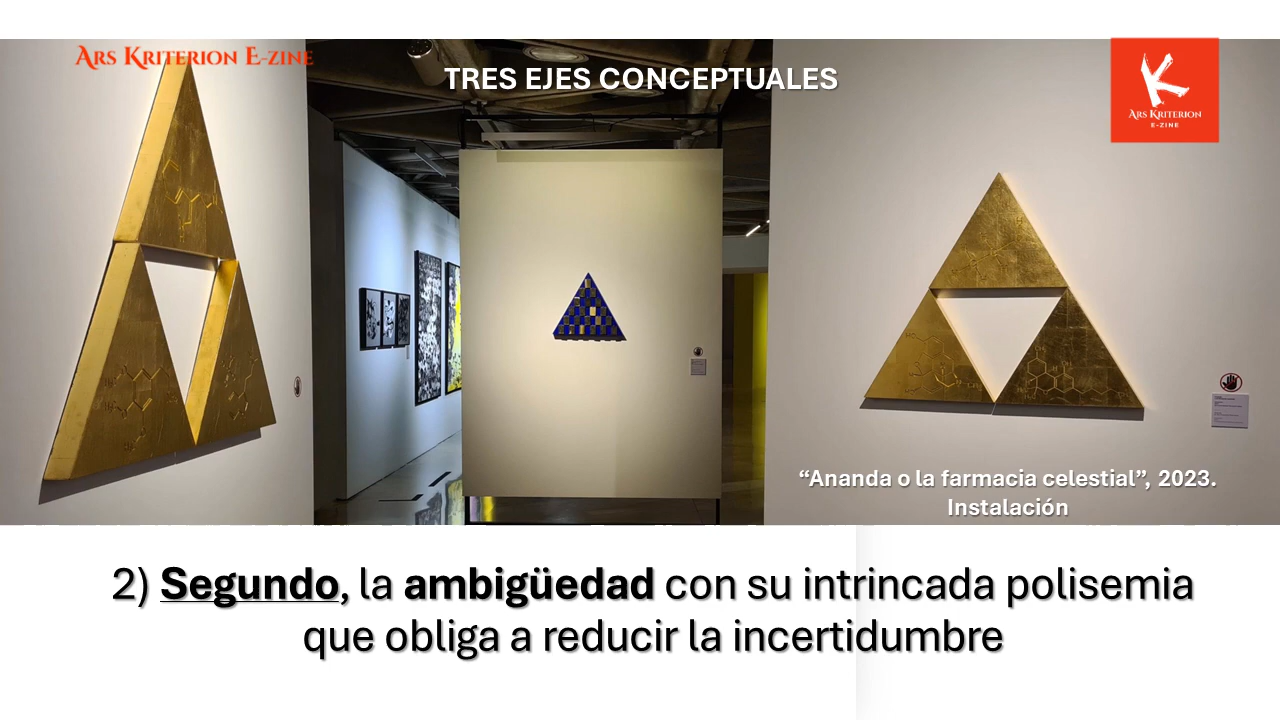 ARS KRITERION E-ZINE
TRES EJES CONCEPTUALES
ARS KRITERION
E-ZINE
“Ananda o la farmacia celestial”, 2023.
Instalación
2) Segundo, la ambigüedad con su intrincada polisemia
que obliga a reducir la incertidumbre